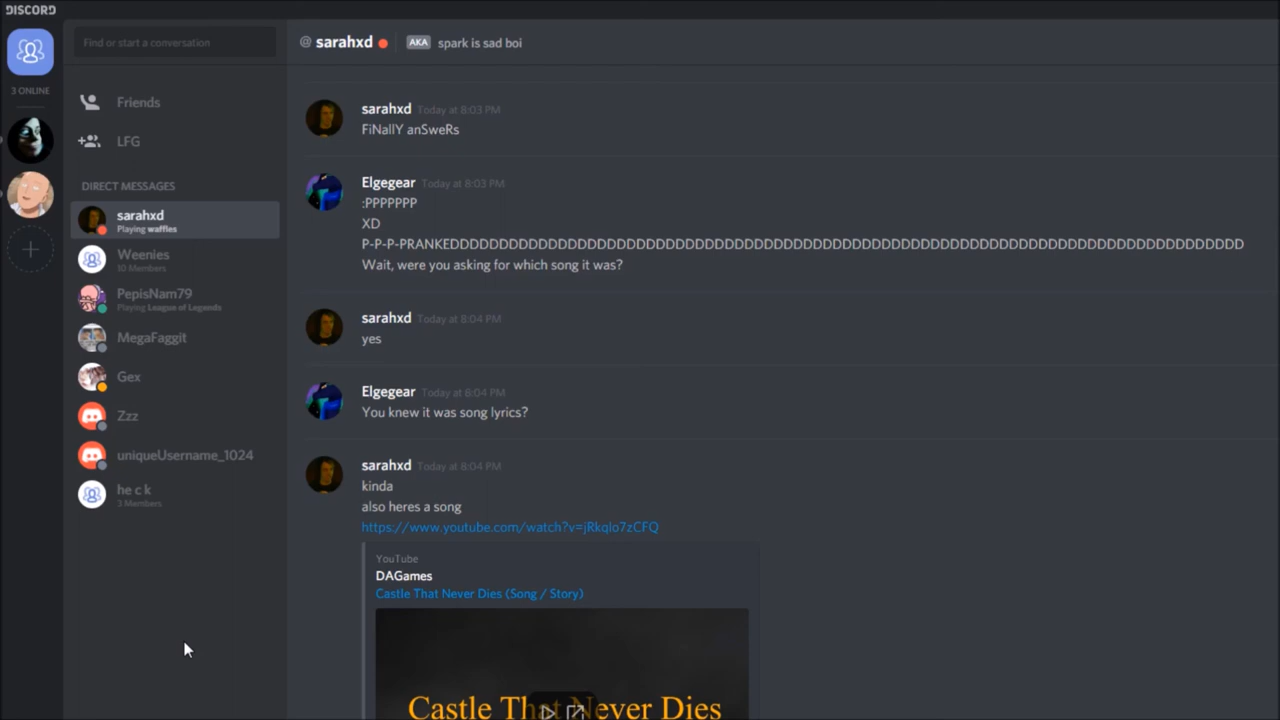 DISCORD
Find or start a conversation
@ sarahxd AKA spark is sad boi
3 ONLINE
Friends
LFG
DIRECT MESSAGES
sarahxd
Playing waffles
Weenies
10 Members
PepisNam79
Playing League of Legends
MegaFaggit
Gex
Zzz
uniqueUsername_1024
he c k
3 Members
sarahxd Today at 8:03 PM
FiNallY anSweRs
Elgegear Today at 8:03 PM
:PPPPPPP
XD
P-P-P-PRANKEDDDDDDDDDDDDDDDDDDDDDDDDDDDDDDDDDDDDDDDDDDDDDDDDDDDDDDDDDDDDDDDDDDDDDDDDDDDDDDDDD
Wait, were you asking for which song it was?
sarahxd Today at 8:04 PM
yes
Elgegear Today at 8:04 PM
You knew it was song lyrics?
sarahxd Today at 8:04 PM
kinda
also heres a song
https://www.youtube.com/watch?v=jRkqlo7zCFQ
YouTube
DAGames
Castle That Never Dies (Song / Story)
Castle That Never Dies